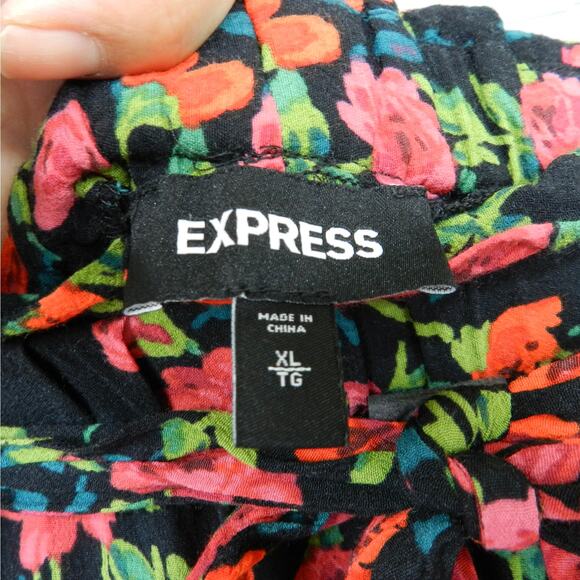 EXPRESS
MADE IN
CHINA
XL
TG